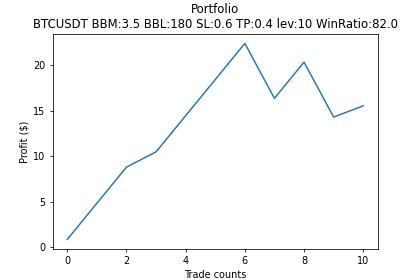 Portfolio
BTCUSDT BBM:3.5 BBL:180 SL:0.6 TP:0.4 lev:10 WinRatio:82.0
20
15
10
5
0
Profit ($)
0 2 4 6 8 10
Trade counts